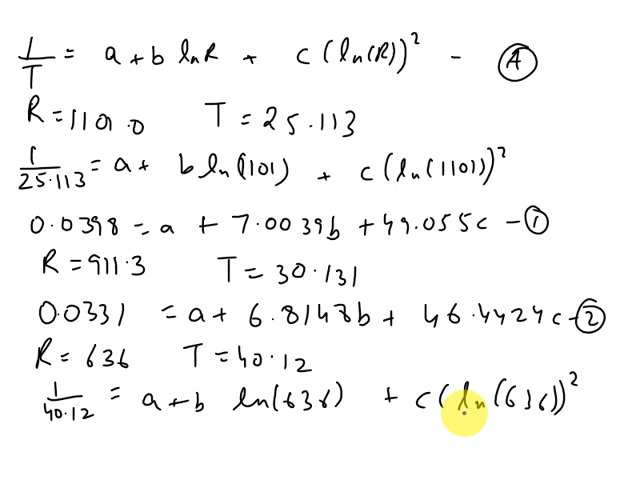 1/T = a + b lnR + c (ln(R))² - Ⓐ
R = 1101.0 T = 25.113
1/25.113 = a + b ln(1101) + c (ln(1101))²
0.0398 = a + 7.0039b + 49.055c - ①
R = 911.3 T = 30.131
0.0331 = a + 6.8148b + 46.4424c - ②
R = 636 T = 40.12
1/40.12 = a + b ln(636) + c (ln(636))²